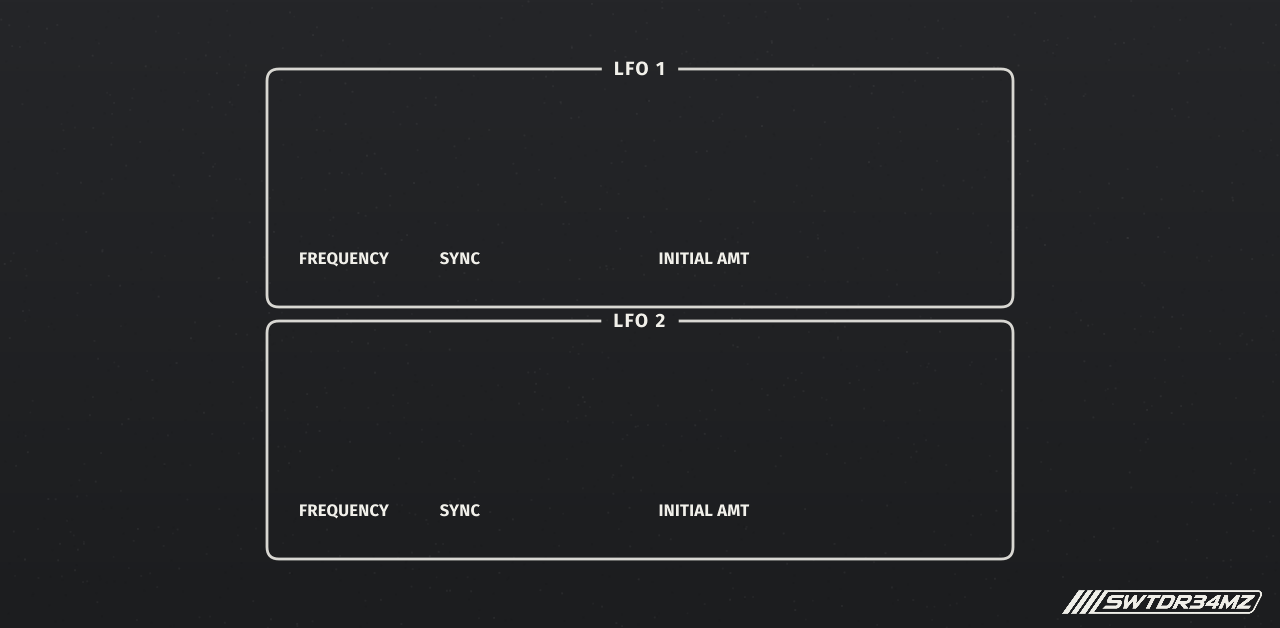 LFO 1
FREQUENCY SYNC INITIAL AMT
LFO 2
FREQUENCY SYNC INITIAL AMT
SWTDR34MZ